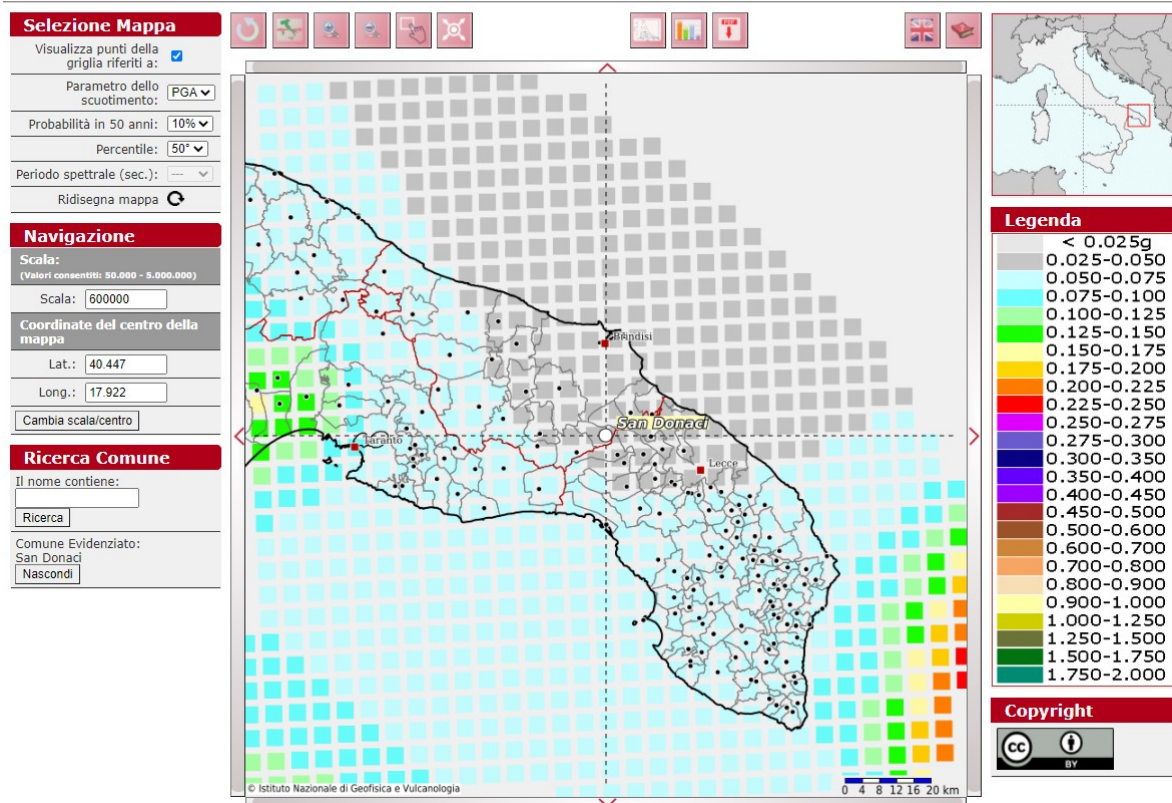 Selezione Mappa
Visualizza punti della
griglia riferiti a:
Parametro dello
scuotimento: PGA
Probabilità in 50 anni: 10%
Percentile: 50°
Periodo spettrale (sec.): ---
Ridisegna mappa
Navigazione
Scala:
(Valori consentiti: 50.000 - 5.000.000)
Scala: 600000
Coordinate del centro della
mappa
Lat.: 40.447
Long.: 17.922
Cambia scala/centro
Ricerca Comune
Il nome contiene:
Ricerca
Comune Evidenziato:
San Donaci
Nascondi
PDF
Brindisi
San Donaci
Taranto
Lecce
© Istituto Nazionale di Geofisica e Vulcanologia
0 4 8 12 16 20 km
Legenda
< 0.025g
0.025-0.050
0.050-0.075
0.075-0.100
0.100-0.125
0.125-0.150
0.150-0.175
0.175-0.200
0.200-0.225
0.225-0.250
0.250-0.275
0.275-0.300
0.300-0.350
0.350-0.400
0.400-0.450
0.450-0.500
0.500-0.600
0.600-0.700
0.700-0.800
0.800-0.900
0.900-1.000
1.000-1.250
1.250-1.500
1.500-1.750
1.750-2.000
Copyright
cc
BY